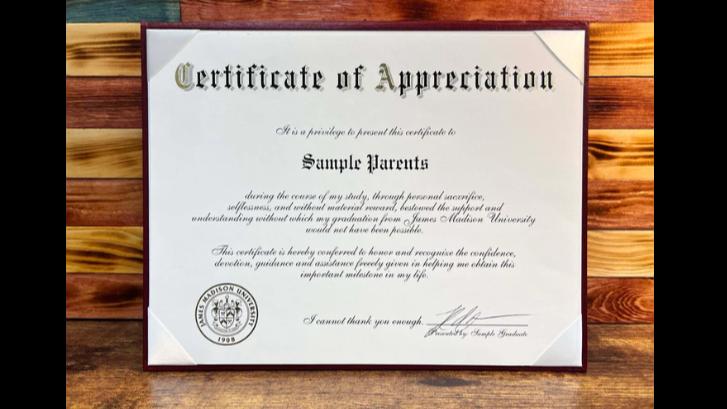 Certificate of Appreciation
It is a privilege to present this certificate to
Sample Parents
during the course of my study, through personal sacrifice,
selflessness, and without material reward, bestowed the support and
understanding without which my graduation from James Madison University
would not have been possible.
This certificate is hereby conferred to honor and recognize the confidence,
devotion, guidance and assistance freely given in helping me obtain this
important milestone in my life.
I cannot thank you enough.
Presented by: Sample Graduate
JAMES MADISON UNIVERSITY
1908